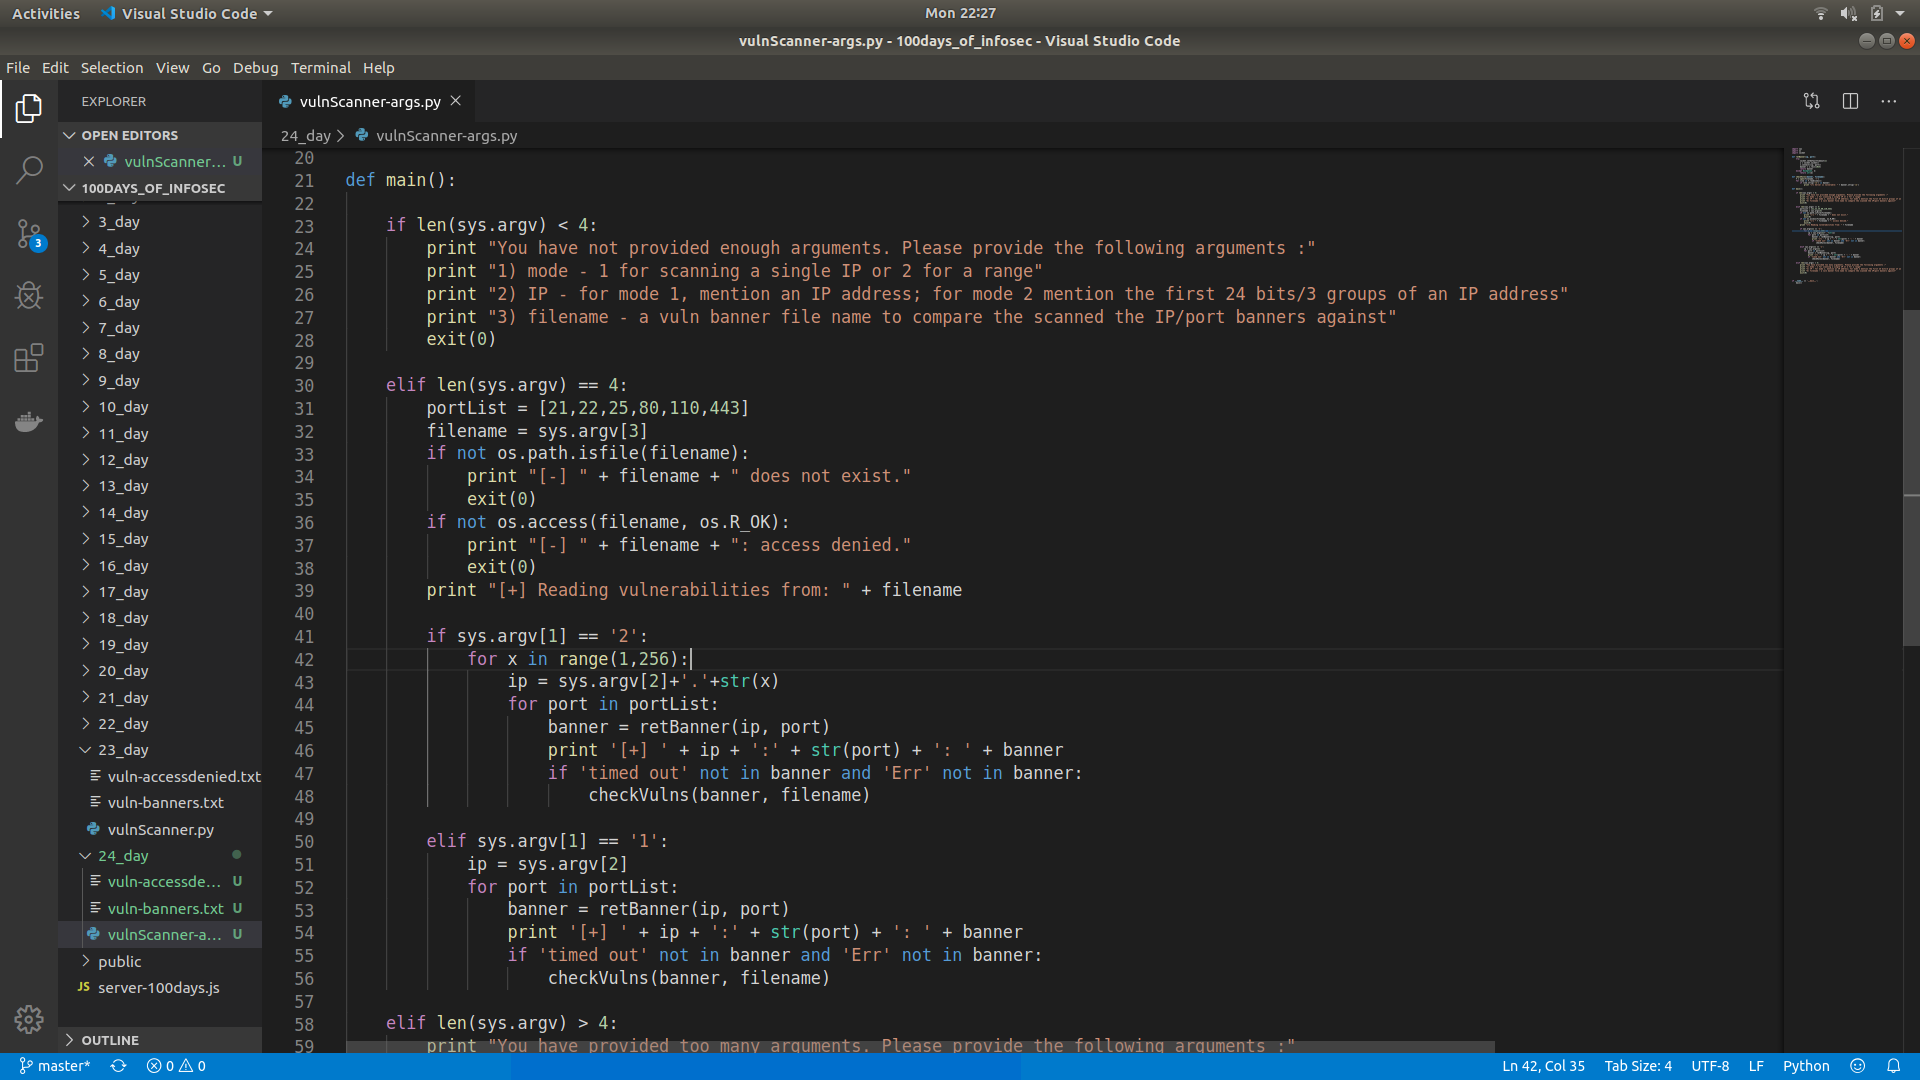 Activities Visual Studio Code Mon 22:27
vulnScanner-args.py - 100days_of_infosec - Visual Studio Code
File Edit Selection View Go Debug Terminal Help
EXPLORER
OPEN EDITORS
vulnScanner... U
100DAYS_OF_INFOSEC
3_day
4_day
5_day
6_day
7_day
8_day
9_day
10_day
11_day
12_day
13_day
14_day
15_day
16_day
17_day
18_day
19_day
20_day
21_day
22_day
23_day
vuln-accessdenied.txt
vuln-banners.txt
vulnScanner.py
24_day
vuln-accessde... U
vuln-banners.txt U
vulnScanner-a... U
public
JS server-100days.js
OUTLINE
3
vulnScanner-args.py
24_day > vulnScanner-args.py
20
21 def main():
22
23 if len(sys.argv) < 4:
24 print "You have not provided enough arguments. Please provide the following arguments :"
25 print "1) mode - 1 for scanning a single IP or 2 for a range"
26 print "2) IP - for mode 1, mention an IP address; for mode 2 mention the first 24 bits/3 groups of an IP address"
27 print "3) filename - a vuln banner file name to compare the scanned the IP/port banners against"
28 exit(0)
29
30 elif len(sys.argv) == 4:
31 portList = [21,22,25,80,110,443]
32 filename = sys.argv[3]
33 if not os.path.isfile(filename):
34 print "[-] " + filename + " does not exist."
35 exit(0)
36 if not os.access(filename, os.R_OK):
37 print "[-] " + filename + ": access denied."
38 exit(0)
39 print "[+] Reading vulnerabilities from: " + filename
40
41 if sys.argv[1] == '2':
42 for x in range(1,256):
43 ip = sys.argv[2]+'.'+str(x)
44 for port in portList:
45 banner = retBanner(ip, port)
46 print '[+] ' + ip + ':' + str(port) + ': ' + banner
47 if 'timed out' not in banner and 'Err' not in banner:
48 checkVulns(banner, filename)
49
50 elif sys.argv[1] == '1':
51 ip = sys.argv[2]
52 for port in portList:
53 banner = retBanner(ip, port)
54 print '[+] ' + ip + ':' + str(port) + ': ' + banner
55 if 'timed out' not in banner and 'Err' not in banner:
56 checkVulns(banner, filename)
57
58 elif len(sys.argv) > 4:
59 print "You have provided too many arguments. Please provide the following arguments :"
master* 0 0 Ln 42, Col 35 Tab Size: 4 UTF-8 LF Python